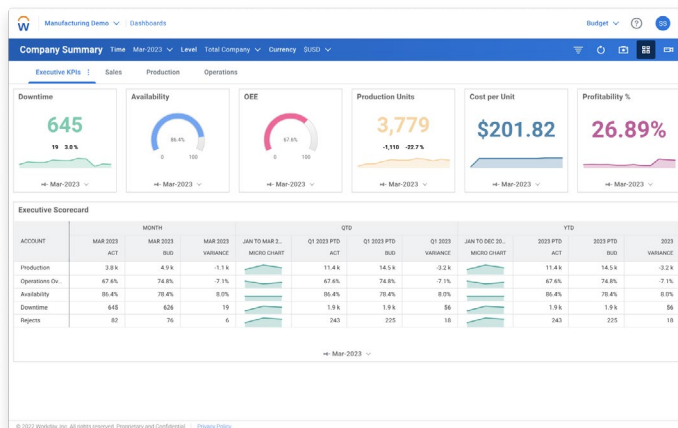 Manufacturing Demo Dashboards Budget ? SS
Company Summary Time Mar-2023 Level Total Company Currency $USD
Executive KPIs Sales Production Operations
Downtime Availability OEE Production Units Cost per Unit Profitability %
645 86.4% 67.6% 3,779 $201.82 26.89%
19 3.0 % 0 100 0 100 -1,110 -22.7 %
Mar-2023 Mar-2023 Mar-2023 Mar-2023 Mar-2023 Mar-2023
Executive Scorecard
MONTH QTD YTD
ACCOUNT MAR 2023 MAR 2023 MAR 2023 JAN TO MAR 2... Q1 2023 PTD Q1 2023 PTD Q1 2023 JAN TO DEC 20... 2023 PTD 2023 PTD 2023
ACT BUD VARIANCE MICRO CHART ACT BUD VARIANCE MICRO CHART ACT BUD VARIANCE
Production 3.8 k 4.9 k -1.1 k 11.4 k 14.5 k -3.2 k 11.4 k 14.5 k -3.2 k
Operations Ov... 67.6% 74.8% -7.1% 67.6% 74.8% -7.1% 67.6% 74.8% -7.1%
Availability 86.4% 78.4% 8.0% 86.4% 78.4% 8.0% 86.4% 78.4% 8.0%
Downtime 645 626 19 1.9 k 1.9 k 56 1.9 k 1.9 k 56
Rejects 82 76 6 243 225 18 243 225 18
Mar-2023
© 2022 Workday, Inc. All rights reserved. Proprietary and Confidential. Privacy Policy